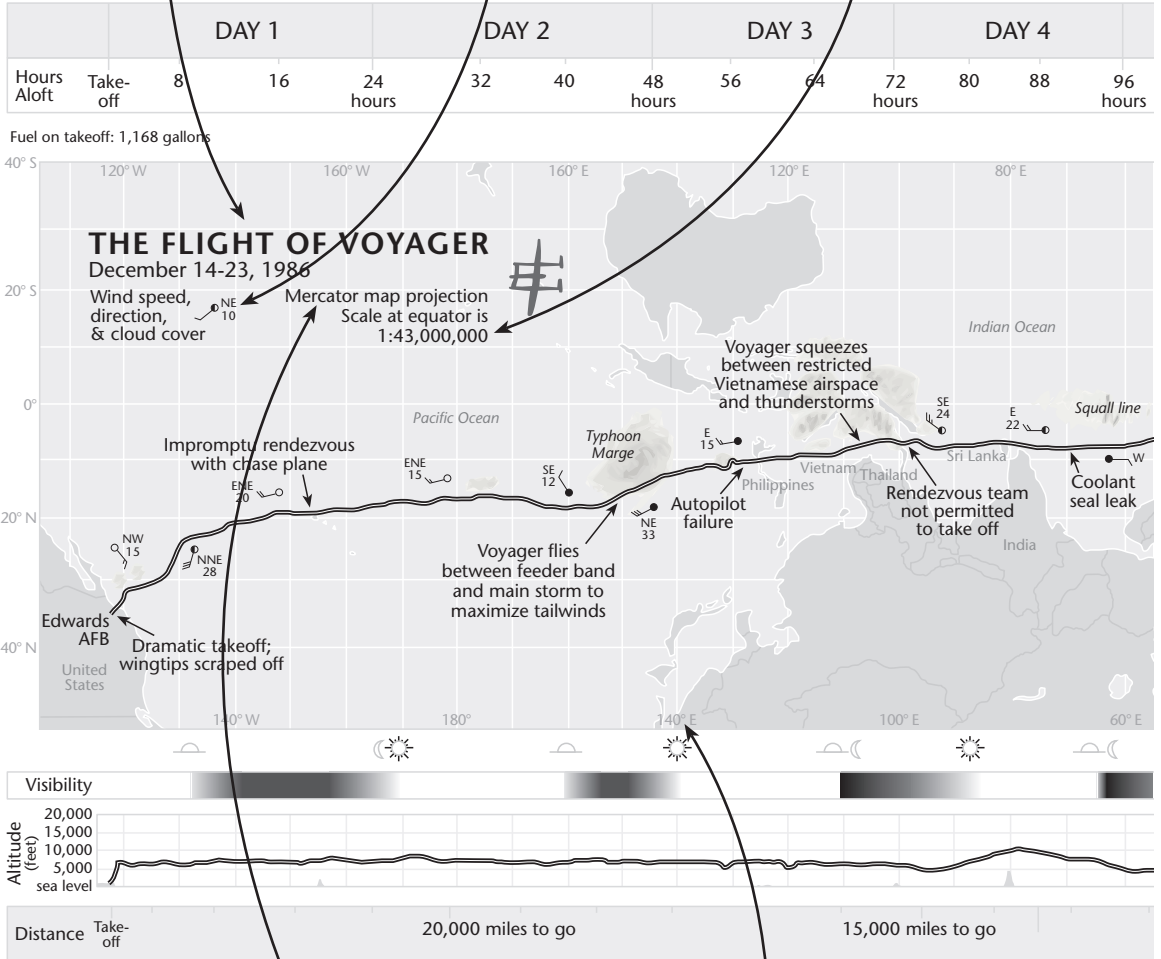 DAY 1 DAY 2 DAY 3 DAY 4
Hours Aloft
Take-off 8 16 24 hours 32 40 48 hours 56 64 72 hours 80 88 96 hours
Fuel on takeoff: 1,168 gallons
40° S
120° W 160° W 160° E 120° E 80° E
THE FLIGHT OF VOYAGER
December 14-23, 1986
20° S
Wind speed,
direction,
& cloud cover
NE
10
Mercator map projection
Scale at equator is
1:43,000,000
Indian Ocean
Voyager squeezes
between restricted
Vietnamese airspace
and thunderstorms
0°
Pacific Ocean
Typhoon
Marge
SE
24
E
22
Squall line
Impromptu rendezvous
with chase plane
ENE
20
ENE
15
SE
12
E
15
W
Philippines
Vietnam
Thailand
Sri Lanka
Autopilot
failure
Rendezvous team
not permitted
to take off
Coolant
seal leak
20° N
NE
33
NW
15
NNE
28
India
Voyager flies
between feeder band
and main storm to
maximize tailwinds
Edwards
AFB
Dramatic takeoff;
wingtips scraped off
40° N
United
States
140° W 180° 140° E 100° E 60° E
Visibility
Altitude
(feet)
20,000
15,000
10,000
5,000
sea level
Distance
Take-
off
20,000 miles to go 15,000 miles to go